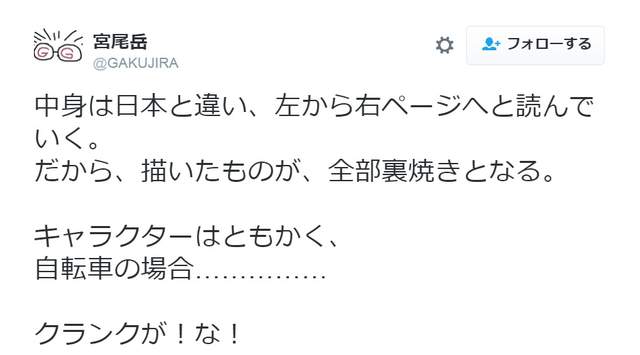 宮尾岳
@GAKUJIRA
フォローする
中身は日本と違い、左から右ページへと読んで
いく。
だから、描いたものが、全部裏焼きとなる。
キャラクターはともかく、
自転車の場合……………
クランクが！な！